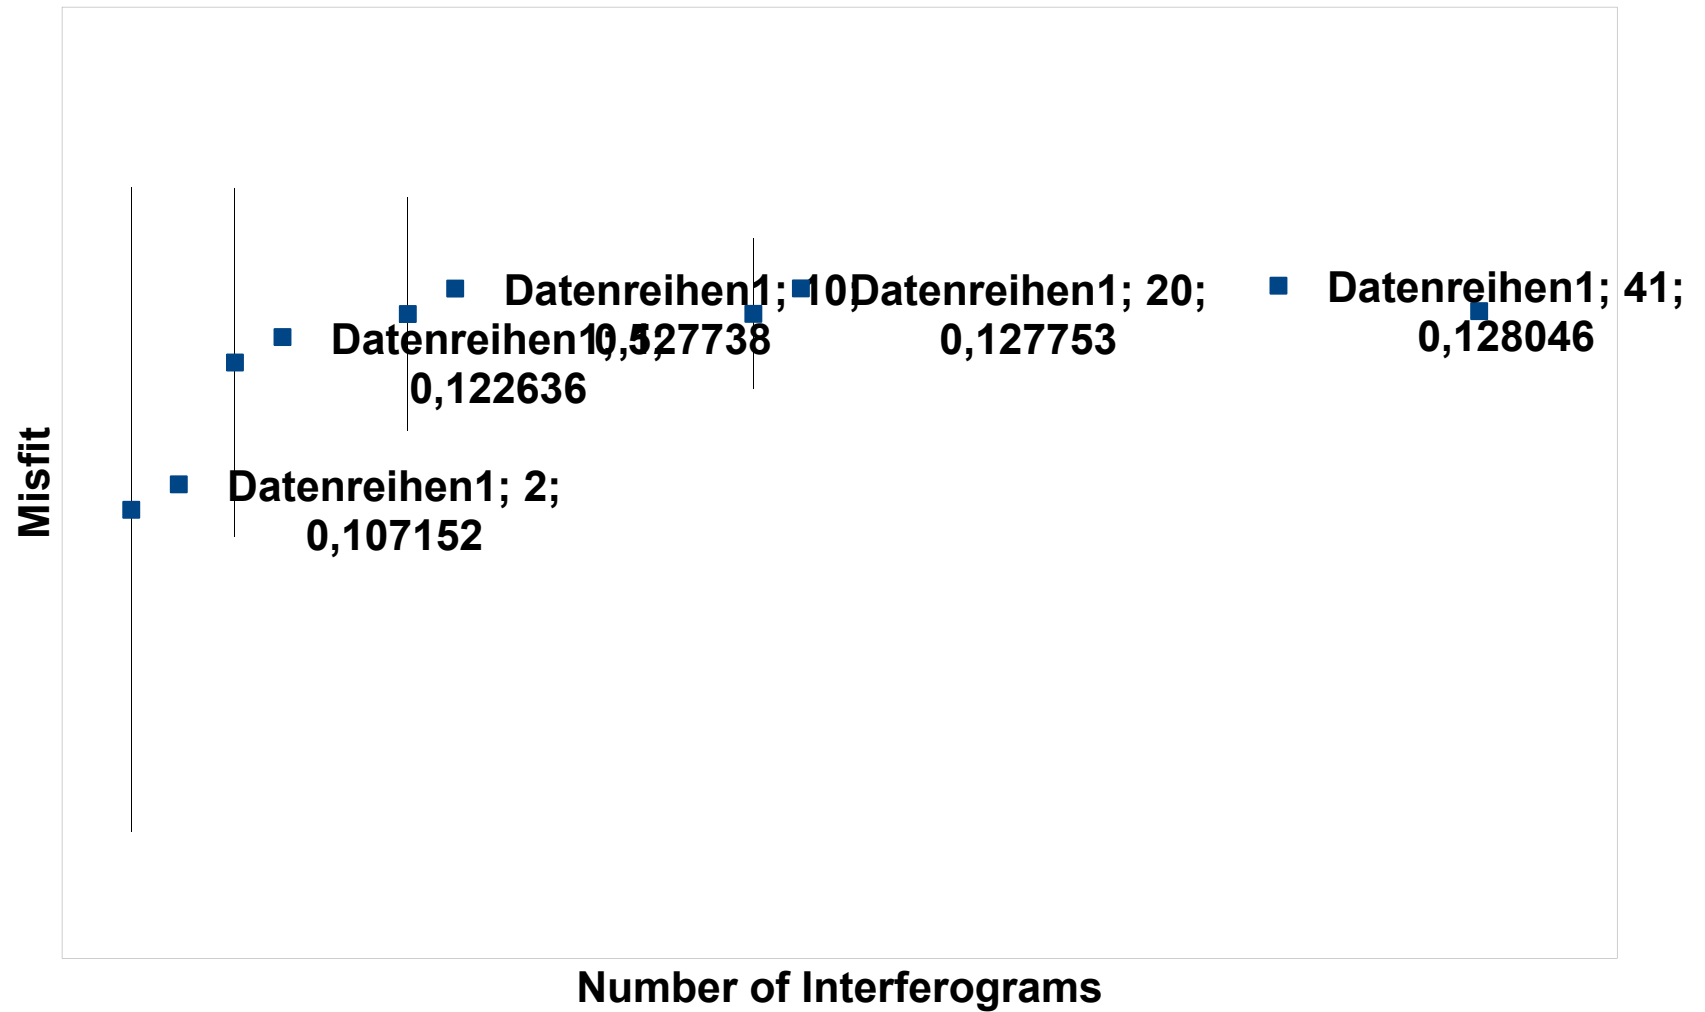 Datenreihen1; 10;
0,127738
Datenreihen1; 20;
0,127753
Datenreihen1; 41;
0,128046
Datenreihen1; 5;
0,122636
Datenreihen1; 2;
0,107152
Misfit
Number of Interferograms